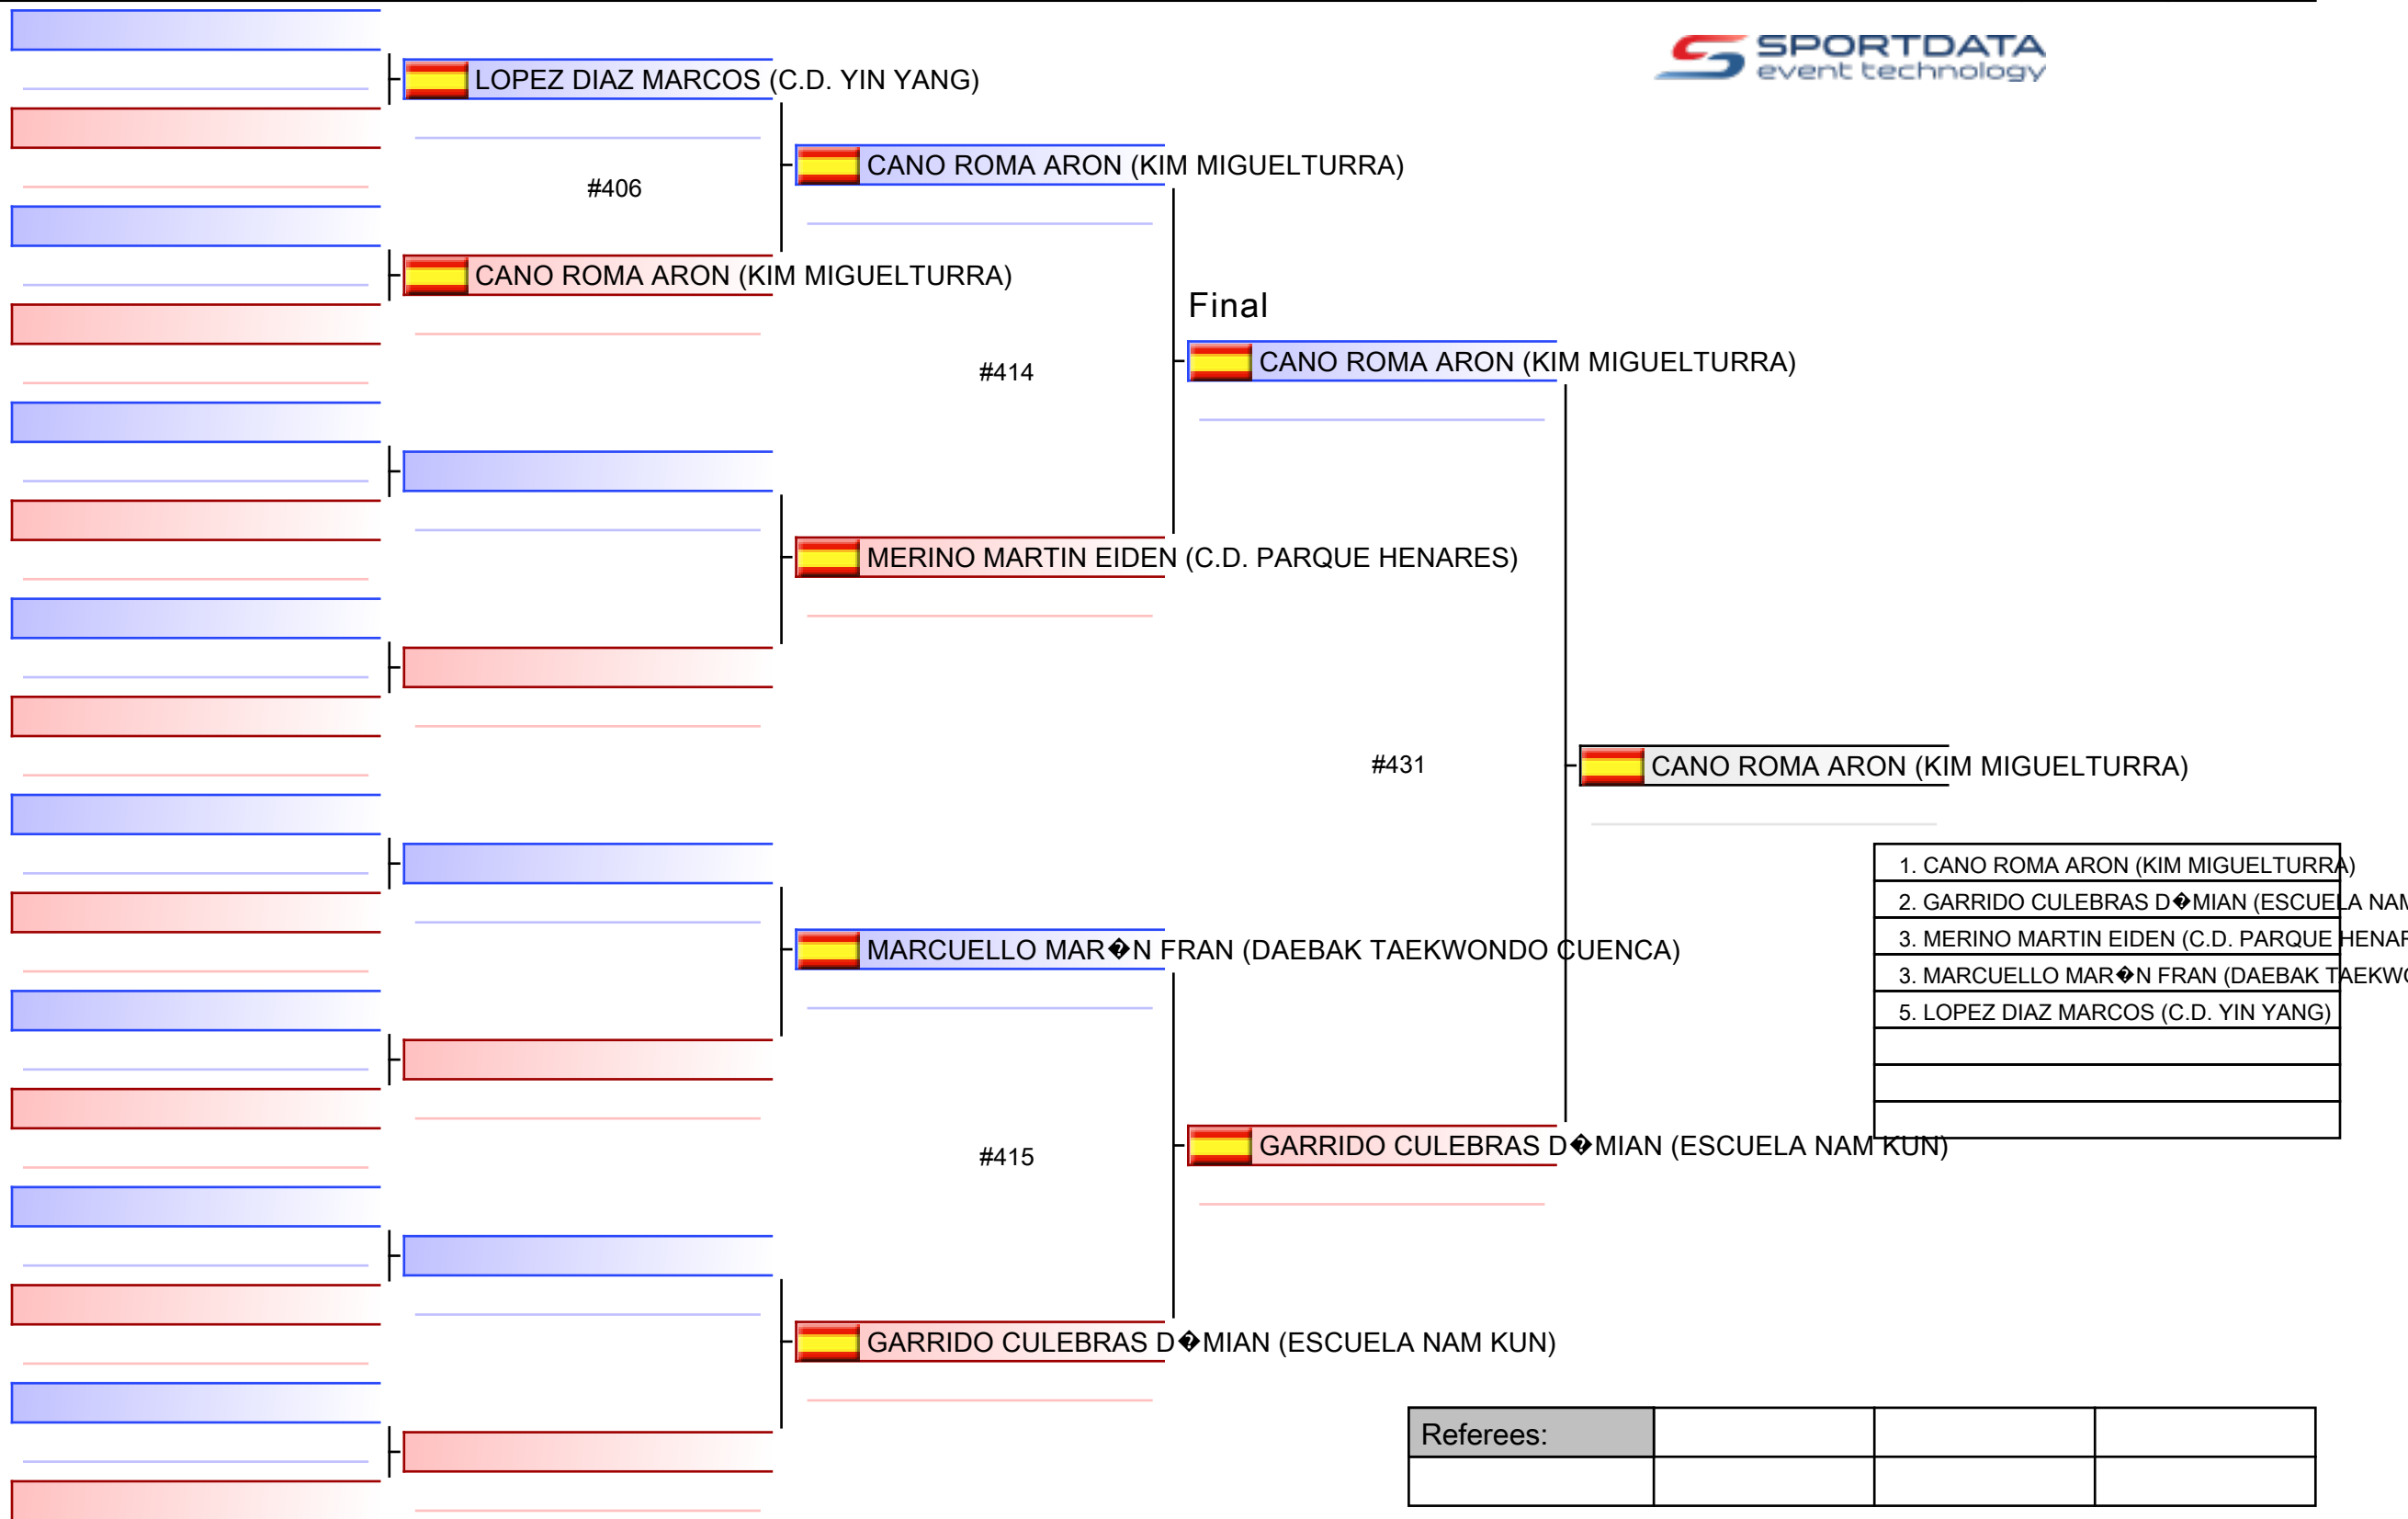 SPORTDATA
event technology
LOPEZ DIAZ MARCOS (C.D. YIN YANG)
#406
CANO ROMA ARON (KIM MIGUELTURRA)
CANO ROMA ARON (KIM MIGUELTURRA)
#414
MERINO MARTIN EIDEN (C.D. PARQUE HENARES)
Final
CANO ROMA ARON (KIM MIGUELTURRA)
#431
CANO ROMA ARON (KIM MIGUELTURRA)
MARCUELLO MAR�N FRAN (DAEBAK TAEKWONDO CUENCA)
#415
GARRIDO CULEBRAS D�MIAN (ESCUELA NAM KUN)
GARRIDO CULEBRAS D�MIAN (ESCUELA NAM KUN)
1. CANO ROMA ARON (KIM MIGUELTURRA)
2. GARRIDO CULEBRAS D�MIAN (ESCUELA NAM
3. MERINO MARTIN EIDEN (C.D. PARQUE HENAR
3. MARCUELLO MAR�N FRAN (DAEBAK TAEKWO
5. LOPEZ DIAZ MARCOS (C.D. YIN YANG)
Referees: